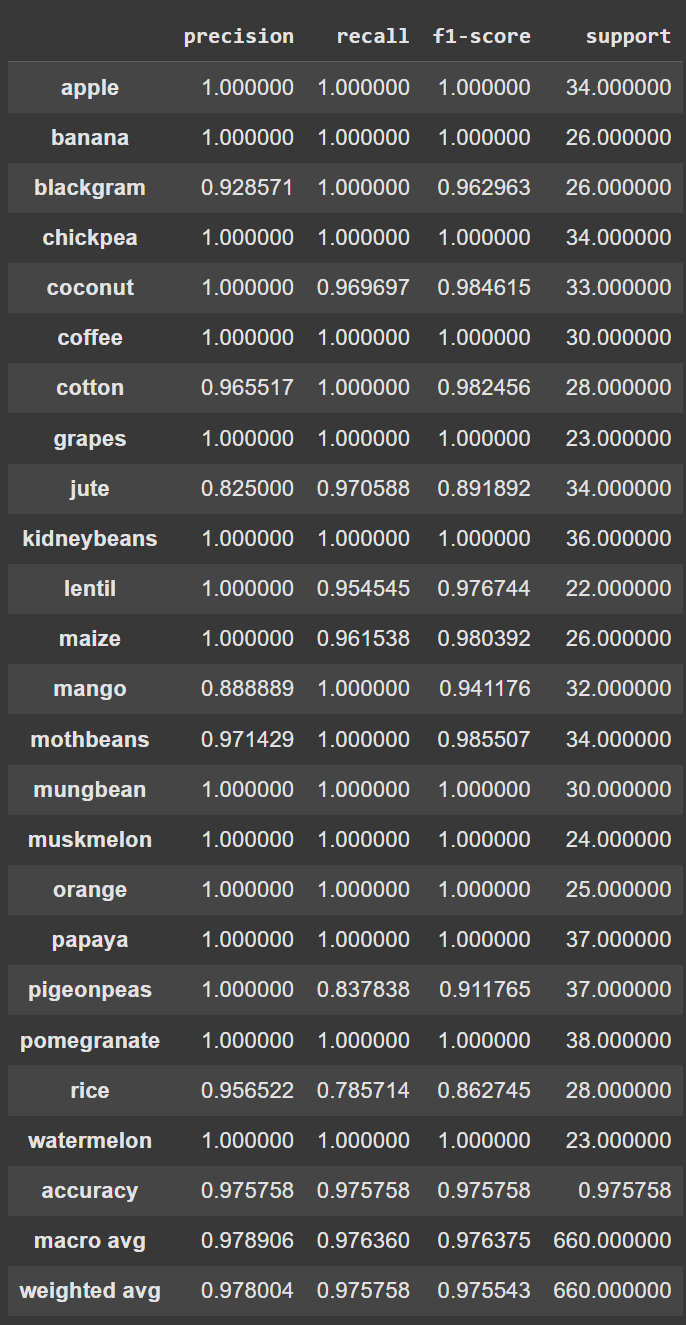 precision recall f1-score support
apple 1.000000 1.000000 1.000000 34.000000
banana 1.000000 1.000000 1.000000 26.000000
blackgram 0.928571 1.000000 0.962963 26.000000
chickpea 1.000000 1.000000 1.000000 34.000000
coconut 1.000000 0.969697 0.984615 33.000000
coffee 1.000000 1.000000 1.000000 30.000000
cotton 0.965517 1.000000 0.982456 28.000000
grapes 1.000000 1.000000 1.000000 23.000000
jute 0.825000 0.970588 0.891892 34.000000
kidneybeans 1.000000 1.000000 1.000000 36.000000
lentil 1.000000 0.954545 0.976744 22.000000
maize 1.000000 0.961538 0.980392 26.000000
mango 0.888889 1.000000 0.941176 32.000000
mothbeans 0.971429 1.000000 0.985507 34.000000
mungbean 1.000000 1.000000 1.000000 30.000000
muskmelon 1.000000 1.000000 1.000000 24.000000
orange 1.000000 1.000000 1.000000 25.000000
papaya 1.000000 1.000000 1.000000 37.000000
pigeonpeas 1.000000 0.837838 0.911765 37.000000
pomegranate 1.000000 1.000000 1.000000 38.000000
rice 0.956522 0.785714 0.862745 28.000000
watermelon 1.000000 1.000000 1.000000 23.000000
accuracy 0.975758 0.975758 0.975758 0.975758
macro avg 0.978906 0.976360 0.976375 660.000000
weighted avg 0.978004 0.975758 0.975543 660.000000